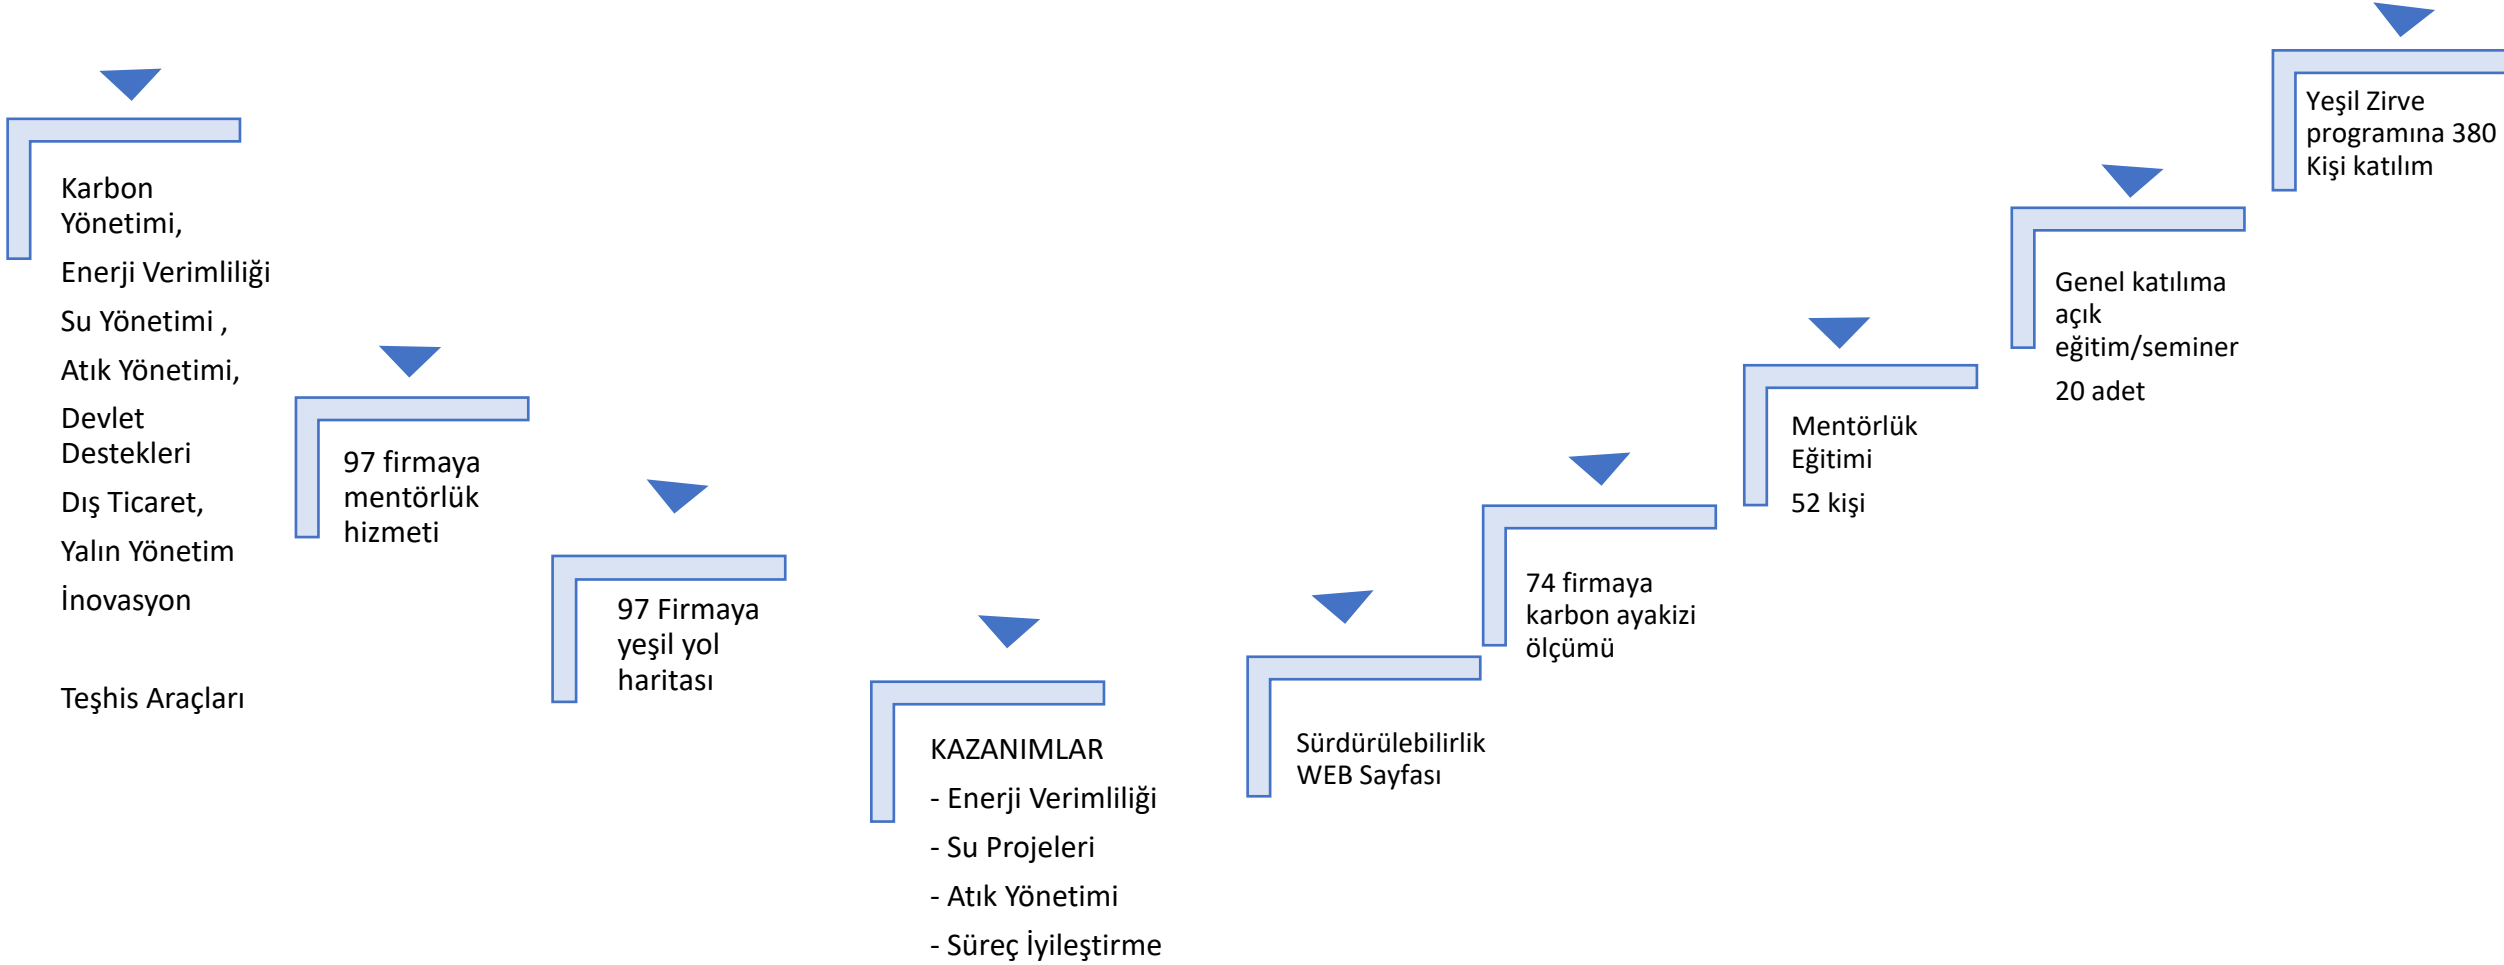 Karbon
Yönetimi,
Enerji Verimliliği
Su Yönetimi ,
Atık Yönetimi,
Devlet
Destekleri
Dış Ticaret,
Yalın Yönetim
İnovasyon
Teşhis Araçları
97 firmaya
mentörlük
hizmeti
97 Firmaya
yeşil yol
haritası
KAZANIMLAR
- Enerji Verimliliği
- Su Projeleri
- Atık Yönetimi
- Süreç İyileştirme
Sürdürülebilirlik
WEB Sayfası
74 firmaya
karbon ayakizi
ölçümü
Mentörlük
Eğitimi
52 kişi
Genel katılıma
açık
eğitim/seminer
20 adet
Yeşil Zirve
programına 380
Kişi katılım